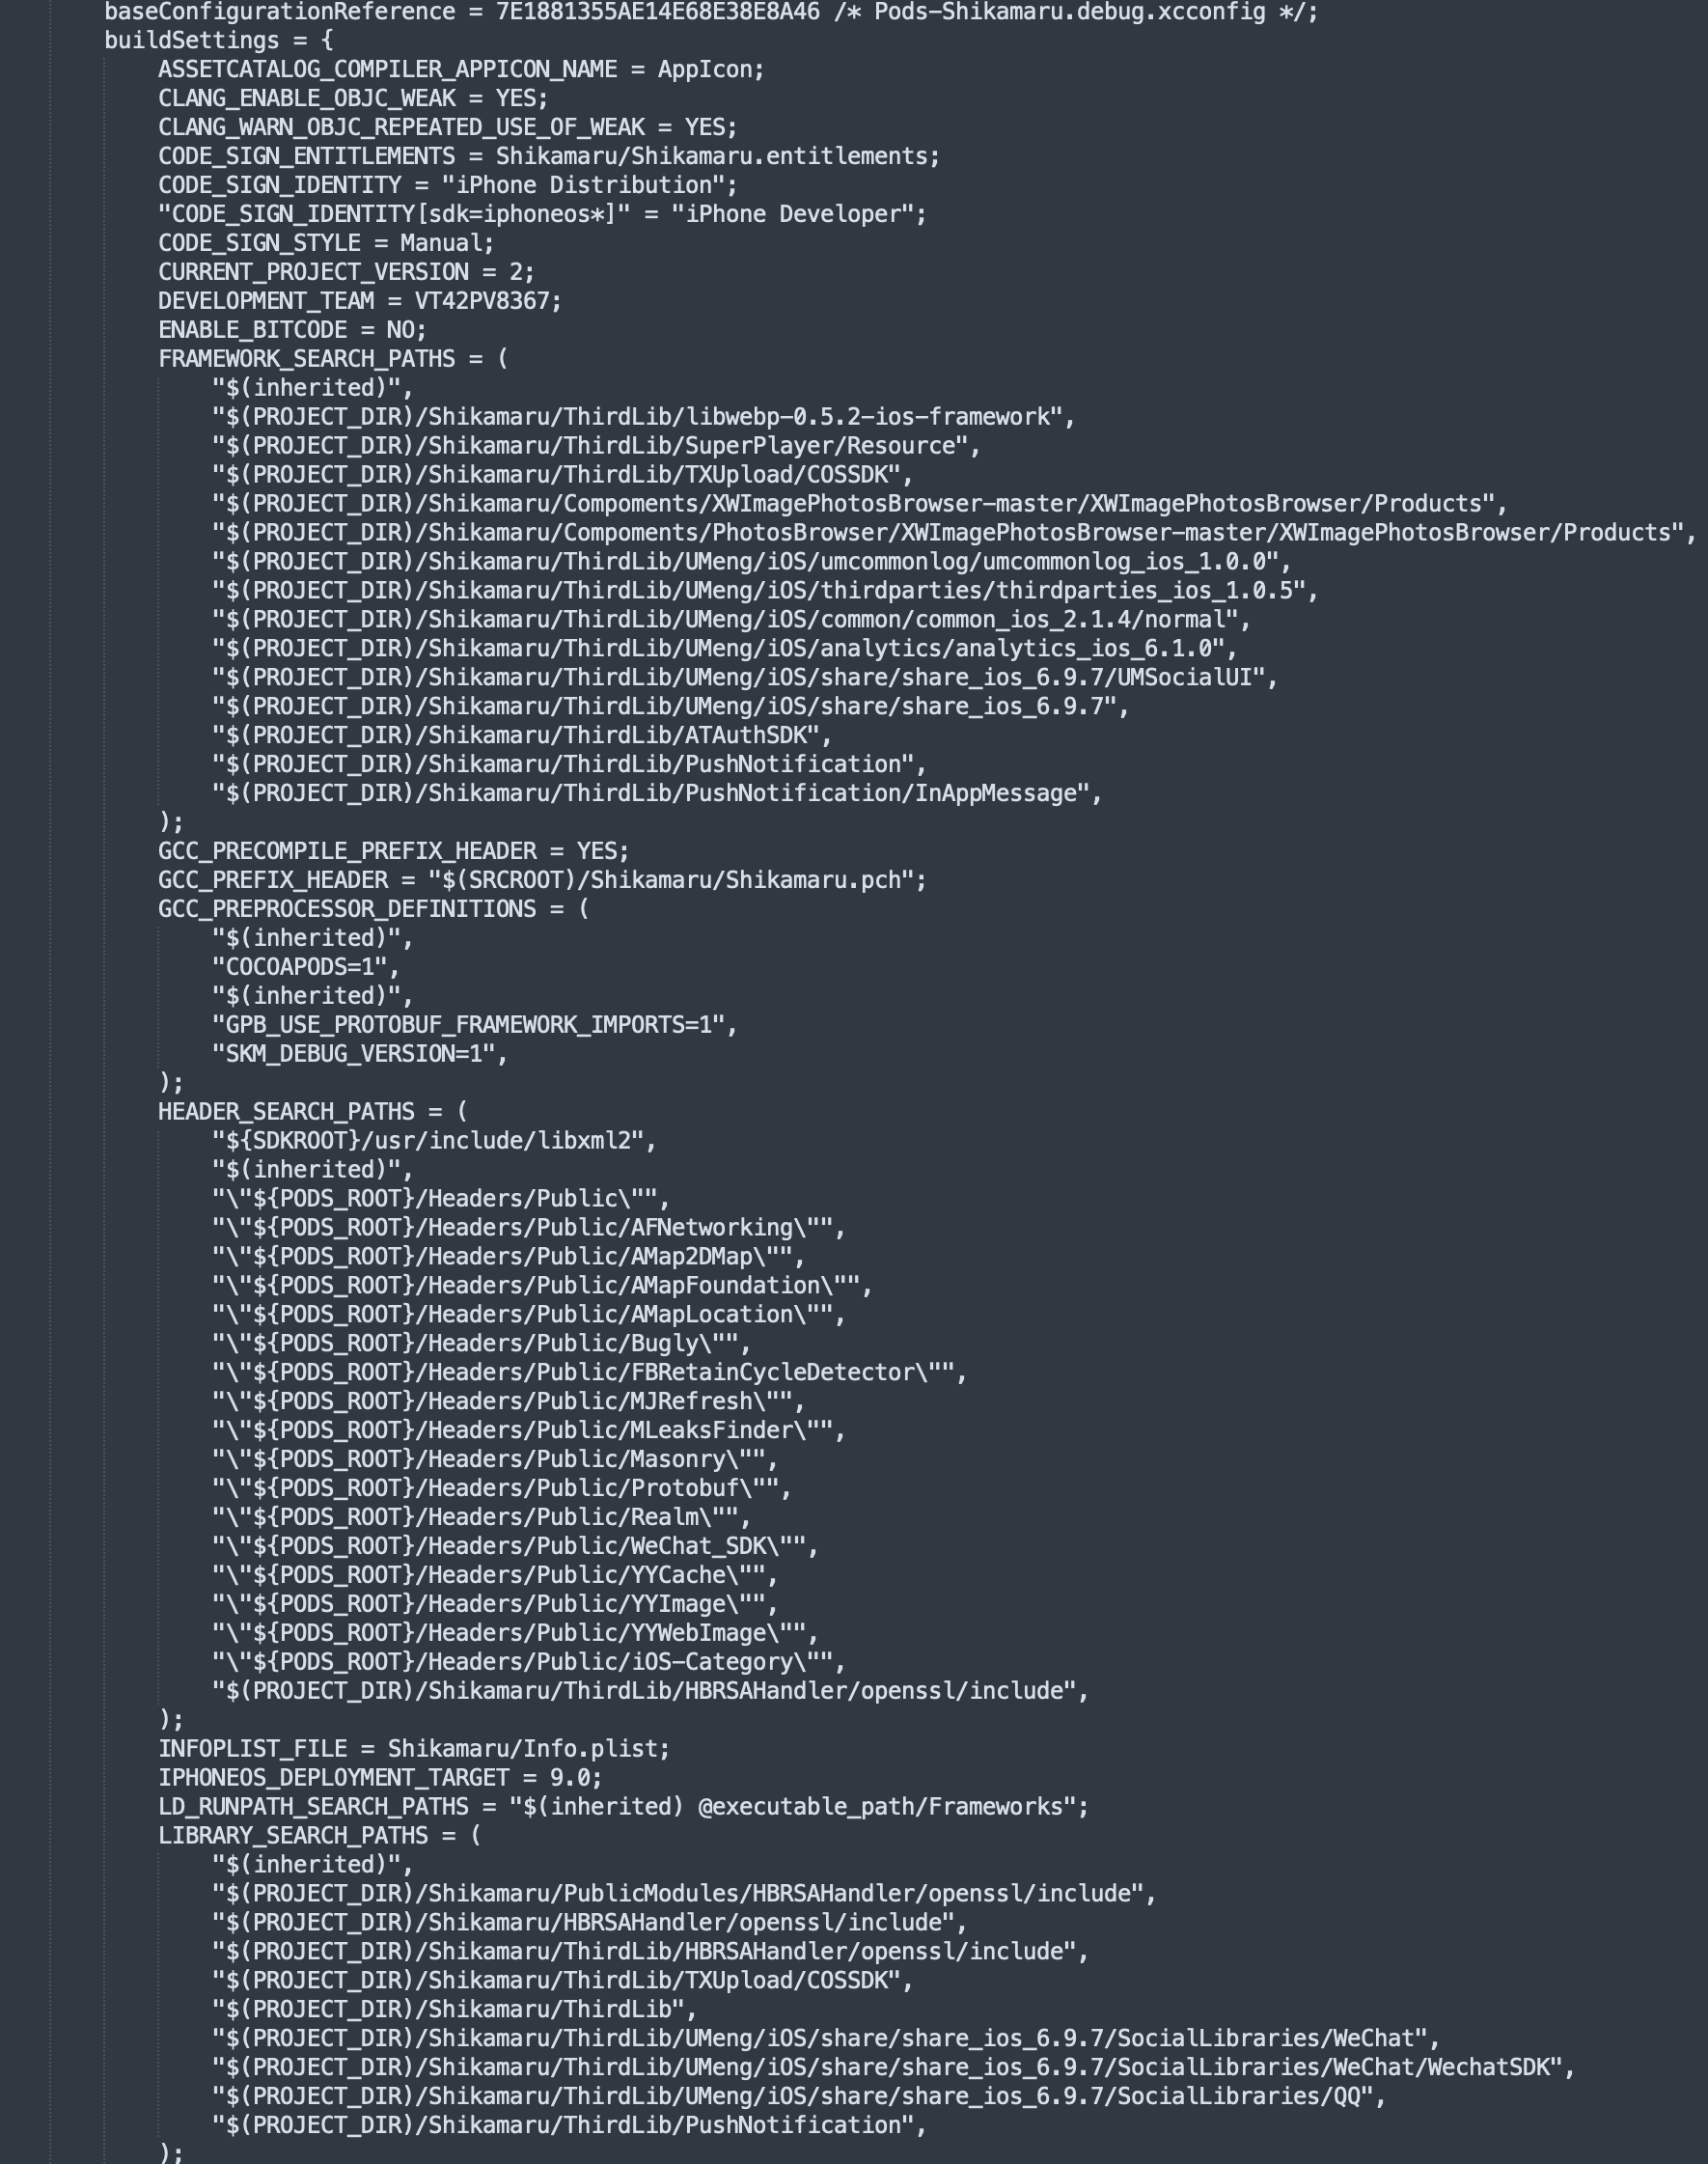 baseConfigurationReference = 7E1881355AE14E68E38E8A46 /* Pods-Shikamaru.debug.xcconfig */;
buildSettings = {
ASSETCATALOG_COMPILER_APPICON_NAME = AppIcon;
CLANG_ENABLE_OBJC_WEAK = YES;
CLANG_WARN_OBJC_REPEATED_USE_OF_WEAK = YES;
CODE_SIGN_ENTITLEMENTS = Shikamaru/Shikamaru.entitlements;
CODE_SIGN_IDENTITY = "iPhone Distribution";
"CODE_SIGN_IDENTITY[sdk=iphoneos*]" = "iPhone Developer";
CODE_SIGN_STYLE = Manual;
CURRENT_PROJECT_VERSION = 2;
DEVELOPMENT_TEAM = VT42PV8367;
ENABLE_BITCODE = NO;
FRAMEWORK_SEARCH_PATHS = (
"$(inherited)",
"$(PROJECT_DIR)/Shikamaru/ThirdLib/libwebp-0.5.2-ios-framework",
"$(PROJECT_DIR)/Shikamaru/ThirdLib/SuperPlayer/Resource",
"$(PROJECT_DIR)/Shikamaru/ThirdLib/TXUpload/COSSDK",
"$(PROJECT_DIR)/Shikamaru/Compoments/XWImagePhotosBrowser-master/XWImagePhotosBrowser/Products",
"$(PROJECT_DIR)/Shikamaru/Compoments/PhotosBrowser/XWImagePhotosBrowser-master/XWImagePhotosBrowser/Products",
"$(PROJECT_DIR)/Shikamaru/ThirdLib/UMeng/iOS/umcommonlog/umcommonlog_ios_1.0.0",
"$(PROJECT_DIR)/Shikamaru/ThirdLib/UMeng/iOS/thirdparties/thirdparties_ios_1.0.5",
"$(PROJECT_DIR)/Shikamaru/ThirdLib/UMeng/iOS/common/common_ios_2.1.4/normal",
"$(PROJECT_DIR)/Shikamaru/ThirdLib/UMeng/iOS/analytics/analytics_ios_6.1.0",
"$(PROJECT_DIR)/Shikamaru/ThirdLib/UMeng/iOS/share/share_ios_6.9.7/UMSocialUI",
"$(PROJECT_DIR)/Shikamaru/ThirdLib/UMeng/iOS/share/share_ios_6.9.7",
"$(PROJECT_DIR)/Shikamaru/ThirdLib/ATAuthSDK",
"$(PROJECT_DIR)/Shikamaru/ThirdLib/PushNotification",
"$(PROJECT_DIR)/Shikamaru/ThirdLib/PushNotification/InAppMessage",
);
GCC_PRECOMPILE_PREFIX_HEADER = YES;
GCC_PREFIX_HEADER = "$(SRCROOT)/Shikamaru/Shikamaru.pch";
GCC_PREPROCESSOR_DEFINITIONS = (
"$(inherited)",
"COCOAPODS=1",
"$(inherited)",
"GPB_USE_PROTOBUF_FRAMEWORK_IMPORTS=1",
"SKM_DEBUG_VERSION=1",
);
HEADER_SEARCH_PATHS = (
"${SDKROOT}/usr/include/libxml2",
"$(inherited)",
"\"${PODS_ROOT}/Headers/Public\"",
"\"${PODS_ROOT}/Headers/Public/AFNetworking\"",
"\"${PODS_ROOT}/Headers/Public/AMap2DMap\"",
"\"${PODS_ROOT}/Headers/Public/AMapFoundation\"",
"\"${PODS_ROOT}/Headers/Public/AMapLocation\"",
"\"${PODS_ROOT}/Headers/Public/Bugly\"",
"\"${PODS_ROOT}/Headers/Public/FBRetainCycleDetector\"",
"\"${PODS_ROOT}/Headers/Public/MJRefresh\"",
"\"${PODS_ROOT}/Headers/Public/MLeaksFinder\"",
"\"${PODS_ROOT}/Headers/Public/Masonry\"",
"\"${PODS_ROOT}/Headers/Public/Protobuf\"",
"\"${PODS_ROOT}/Headers/Public/Realm\"",
"\"${PODS_ROOT}/Headers/Public/WeChat_SDK\"",
"\"${PODS_ROOT}/Headers/Public/YYCache\"",
"\"${PODS_ROOT}/Headers/Public/YYImage\"",
"\"${PODS_ROOT}/Headers/Public/YYWebImage\"",
"\"${PODS_ROOT}/Headers/Public/iOS-Category\"",
"$(PROJECT_DIR)/Shikamaru/ThirdLib/HBRSAHandler/openssl/include",
);
INFOPLIST_FILE = Shikamaru/Info.plist;
IPHONEOS_DEPLOYMENT_TARGET = 9.0;
LD_RUNPATH_SEARCH_PATHS = "$(inherited) @executable_path/Frameworks";
LIBRARY_SEARCH_PATHS = (
"$(inherited)",
"$(PROJECT_DIR)/Shikamaru/PublicModules/HBRSAHandler/openssl/include",
"$(PROJECT_DIR)/Shikamaru/HBRSAHandler/openssl/include",
"$(PROJECT_DIR)/Shikamaru/ThirdLib/HBRSAHandler/openssl/include",
"$(PROJECT_DIR)/Shikamaru/ThirdLib/TXUpload/COSSDK",
"$(PROJECT_DIR)/Shikamaru/ThirdLib",
"$(PROJECT_DIR)/Shikamaru/ThirdLib/UMeng/iOS/share/share_ios_6.9.7/SocialLibraries/WeChat",
"$(PROJECT_DIR)/Shikamaru/ThirdLib/UMeng/iOS/share/share_ios_6.9.7/SocialLibraries/WeChat/WechatSDK",
"$(PROJECT_DIR)/Shikamaru/ThirdLib/UMeng/iOS/share/share_ios_6.9.7/SocialLibraries/QQ",
"$(PROJECT_DIR)/Shikamaru/ThirdLib/PushNotification",
);